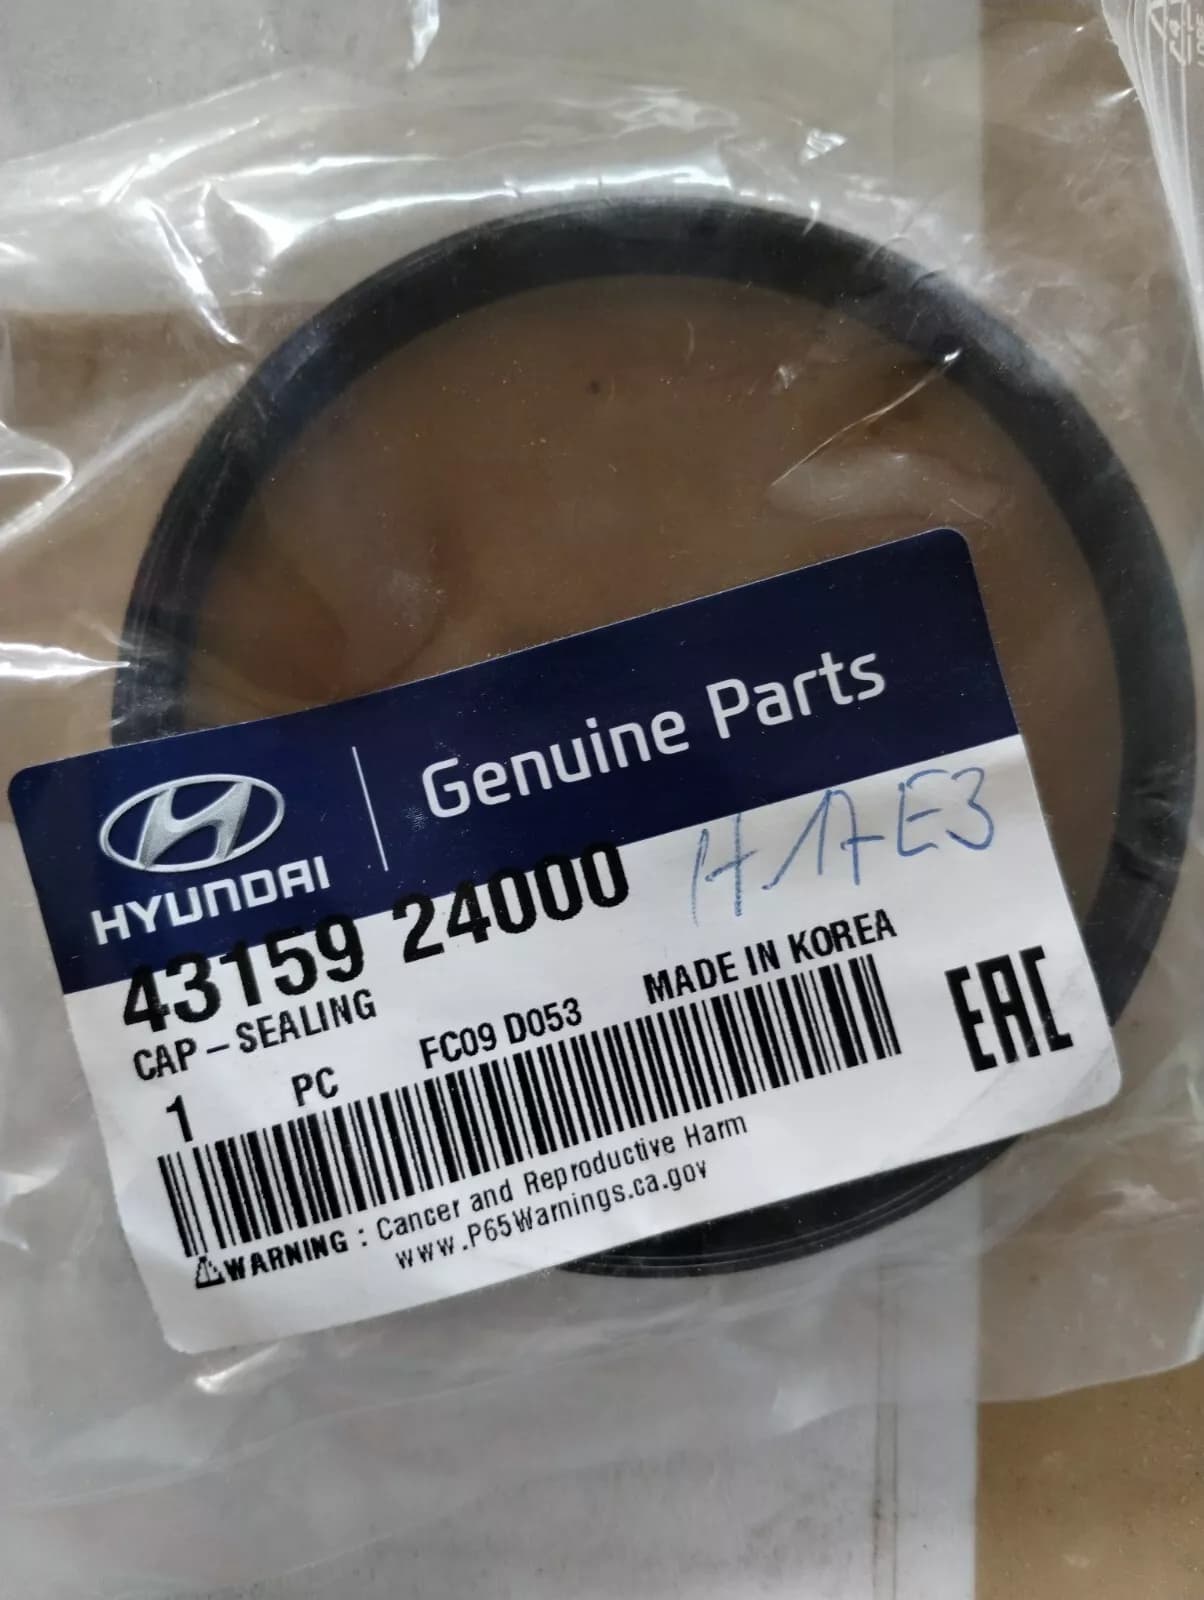 Genuine Parts
HYUNDAI
43159 24000
CAP-SEALING
1 PC FC09 D053 MADE IN KOREA
EAC
WARNING : Cancer and Reproductive Harm
www.P65Warnings.ca.gov